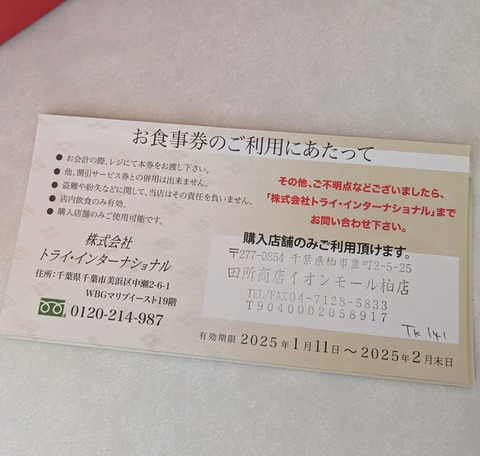 お食事券のご利用にあたって
● お会計の際、レジにて本券をお渡し下さい。
● 他、割引サービス券との併用は出来ません。
● 盗難や紛失などに関して、当店はその責任を負いません。
● 店内飲食のみ有効。
● 購入店舗のみご使用可能です。
株式会社
トライ・インターナショナル
住所:千葉県千葉市美浜区中瀬2-6-1
WBGマリブイースト19階
0120-214-987
その他、ご不明点などございましたら、
「株式会社トライ・インターナショナル」まで
お問い合わせ下さい。
購入店舗のみご利用頂けます。
〒277-0854 千葉県柏市豊町2-5-25
田所商店イオンモール柏店
TEL/FAX 04-7128-5833
T9040002058917
TK 141
有効期限 2025年1月11日~2025年2月末日